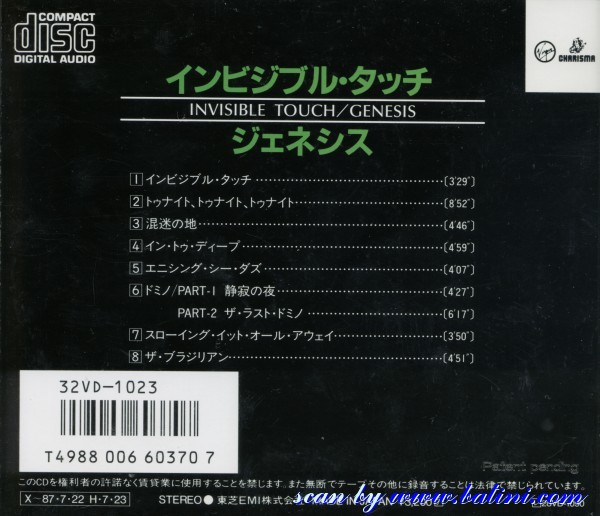 COMPACT
disc
DIGITAL AUDIO
Virgin
CHARISMA
インビジブル・タッチ
INVISIBLE TOUCH/GENESIS
ジェネシス
1 インビジブル・タッチ (3'29")
2 トゥナイト、トゥナイト、トゥナイト (8'52")
3 混迷の地 (4'46")
4 イン・トゥ・ディープ (4'59")
5 エニシング・シー・ダズ (4'07")
6 ドミノ/PART-1 静寂の夜 (4'27")
PART-2 ザ・ラスト・ドミノ (6'17")
7 スローイング・イット・オール・アウェイ (3'50")
8 ザ・ブラジリアン (4'51")
32VD-1023
T4988 006 60370 7
Patent pending
このCDを権利者の許諾なく賃貸業に使用することを禁じます。また無断でテープその他に録音することは法律で禁じられています。
X-87・7・22 H・7・23
STEREO 東芝EMI株式会社 MADE IN JAPAN ¥3,200
scan by www.batini.com